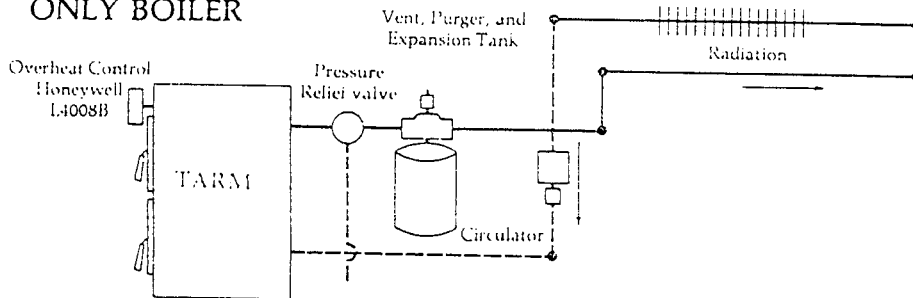 ONLY BOILER
Vent, Purger, and
Expansion Tank
Radiation
Overheat Control
Honeywell
L4008B
Pressure
Relief valve
TARM
Circulator